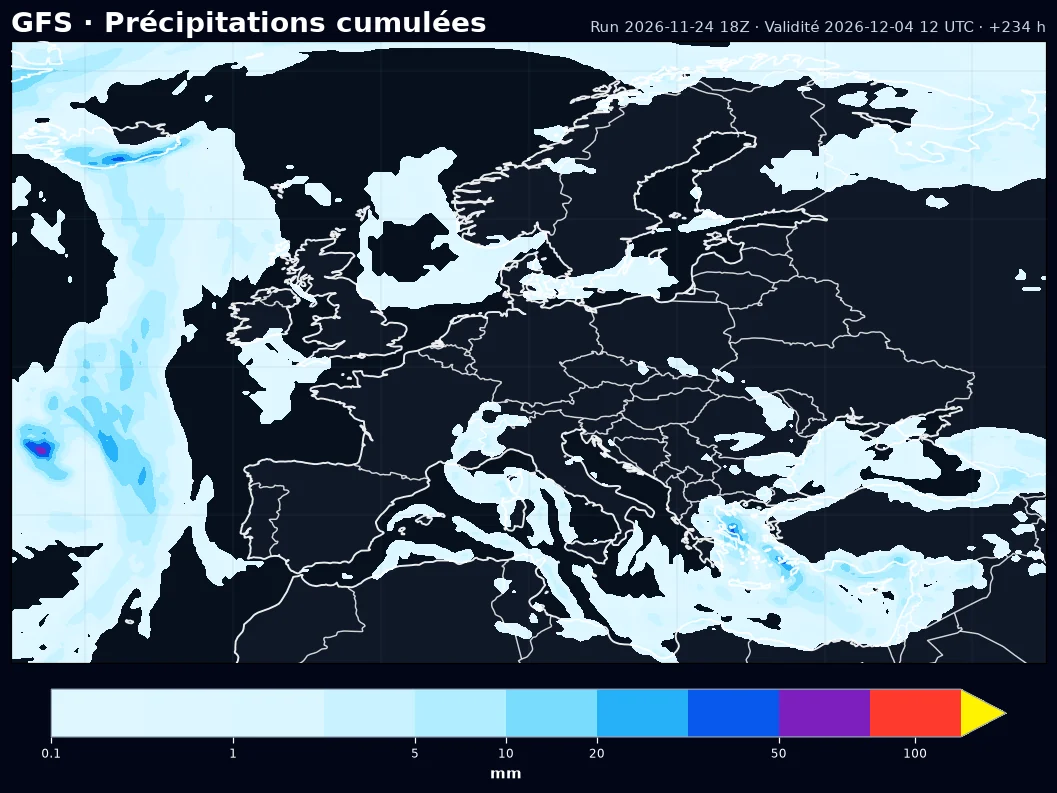 GFS · Précipitations cumulées
Run 2026-11-24 18Z · Validité 2026-12-04 12 UTC · +234 h
0.1 1 5 10 20 50 100
mm